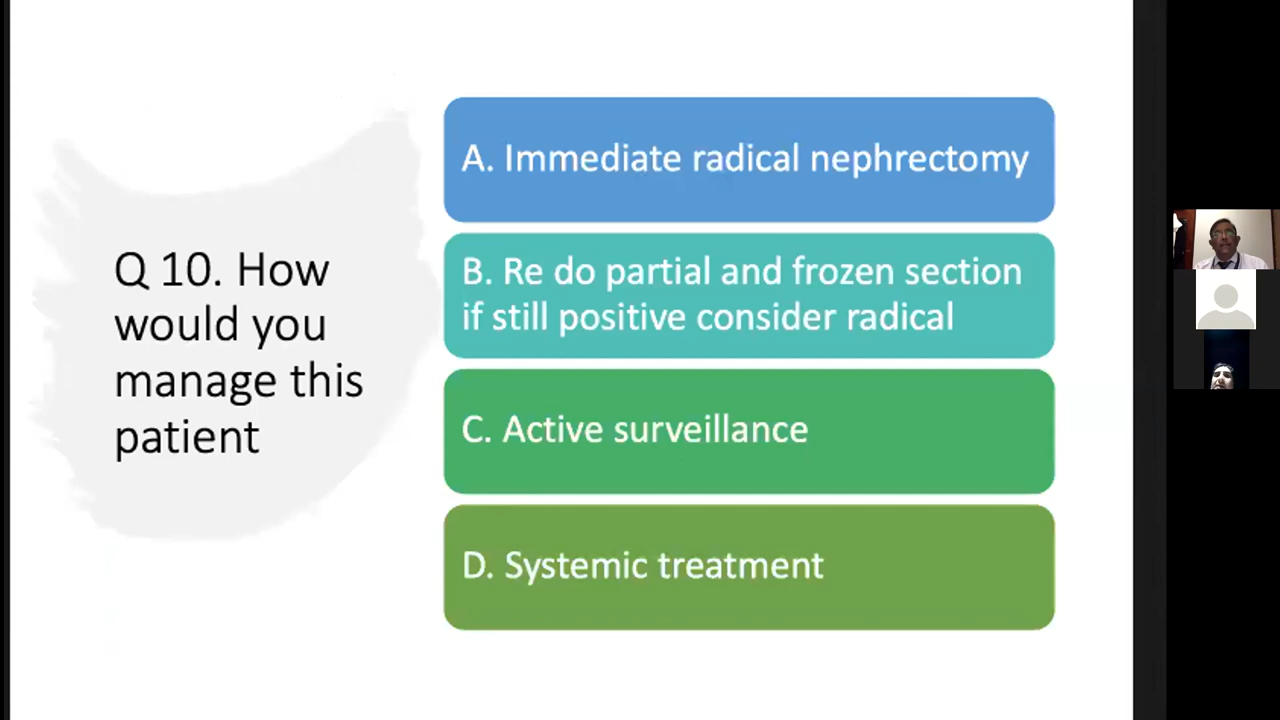 Q 10. How
would you
manage this
patient
A. Immediate radical nephrectomy
B. Re do partial and frozen section
if still positive consider radical
C. Active surveillance
D. Systemic treatment